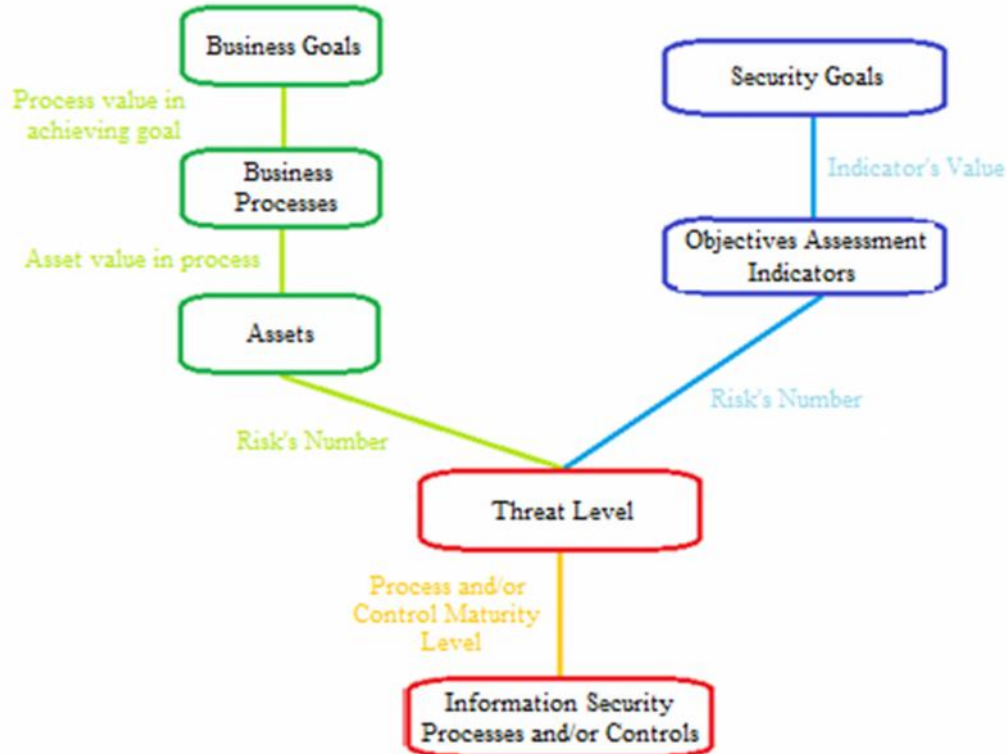 Business Goals
Security Goals
Process value in
achieving goal
Indicator's Value
Business
Processes
Objectives Assessment
Indicators
Asset value in process
Assets
Risk's Number
Risk's Number
Threat Level
Process and/or
Control Maturity
Level
Information Security
Processes and/or Controls